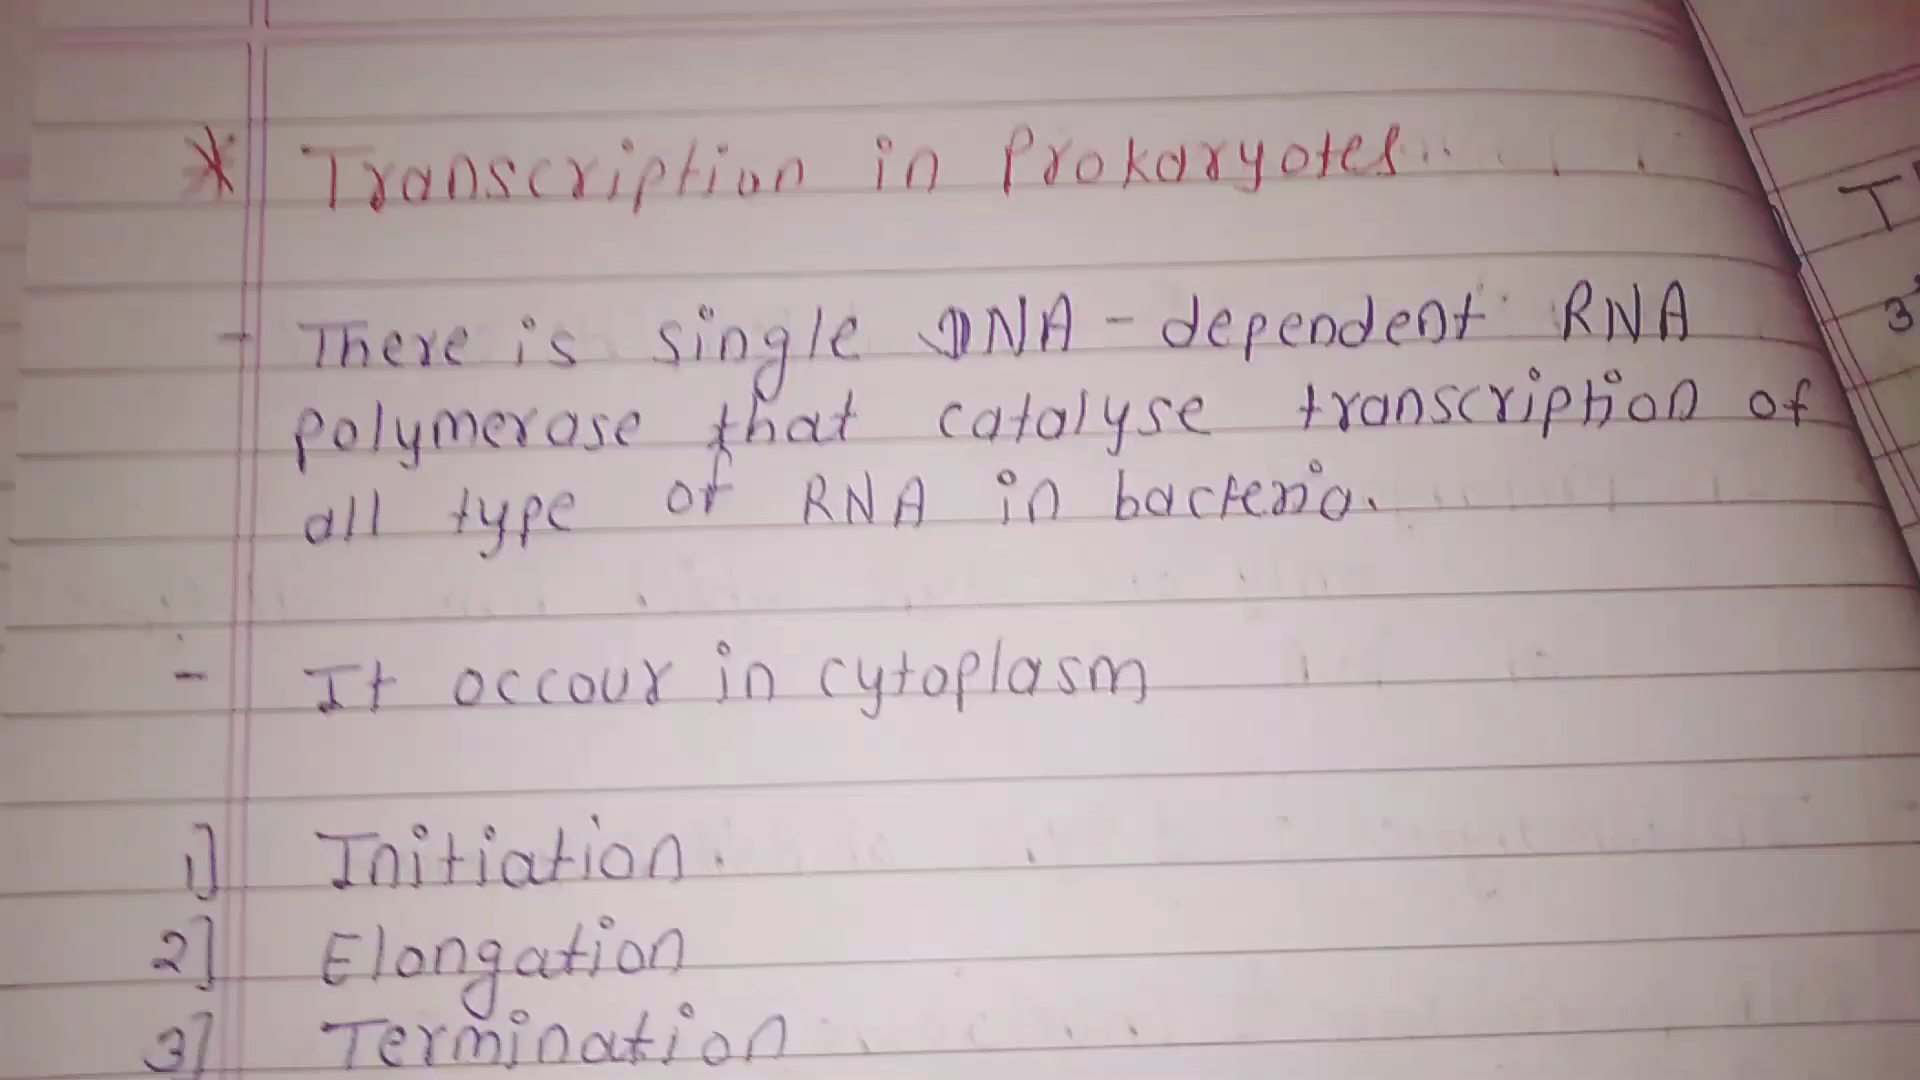 * Transcription in Prokaryotes
- There is single DNA - dependent RNA
polymerase that catalyse transcription of
all type of RNA in bacteria.
- It occour in cytoplasm
1] Initiation.
2] Elongation
3] Termination
T
3'